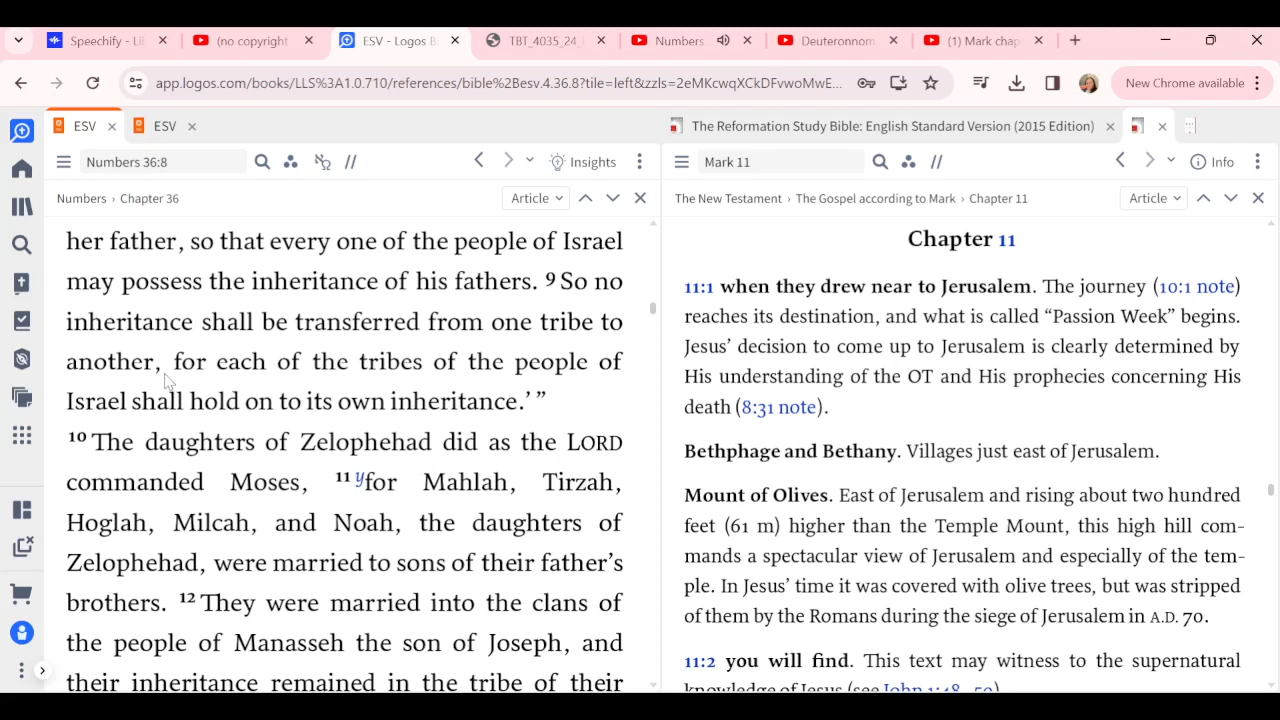 Speechify - Li
(no copyright
ESV - Logos B
TBT_4035_24_
Numbers
Deuteronom
(1) Mark chap
app.logos.com/books/LLS%3A1.0.710/references/bible%2Besv.4.36.8?tile=left&zzls=2eMKcwqXCkDFvwoMwE...
New Chrome available
ESV
ESV
The Reformation Study Bible: English Standard Version (2015 Edition)
Numbers 36:8
Insights
Mark 11
Info
Numbers › Chapter 36
Article
The New Testament › The Gospel according to Mark › Chapter 11
Article
her father, so that every one of the people of Israel
may possess the inheritance of his fathers. 9 So no
inheritance shall be transferred from one tribe to
another, for each of the tribes of the people of
Israel shall hold on to its own inheritance.’ ”
10 The daughters of Zelophehad did as the LORD
commanded Moses, 11 y for Mahlah, Tirzah,
Hoglah, Milcah, and Noah, the daughters of
Zelophehad, were married to sons of their father’s
brothers. 12 They were married into the clans of
the people of Manasseh the son of Joseph, and
their inheritance remained in the tribe of their
Chapter 11
11:1 when they drew near to Jerusalem. The journey (10:1 note)
reaches its destination, and what is called “Passion Week” begins.
Jesus’ decision to come up to Jerusalem is clearly determined by
His understanding of the OT and His prophecies concerning His
death (8:31 note).
Bethphage and Bethany. Villages just east of Jerusalem.
Mount of Olives. East of Jerusalem and rising about two hundred
feet (61 m) higher than the Temple Mount, this high hill com-
mands a spectacular view of Jerusalem and especially of the tem-
ple. In Jesus’ time it was covered with olive trees, but was stripped
of them by the Romans during the siege of Jerusalem in A.D. 70.
11:2 you will find. This text may witness to the supernatural
knowledge of Jesus (see John 1:48–50).